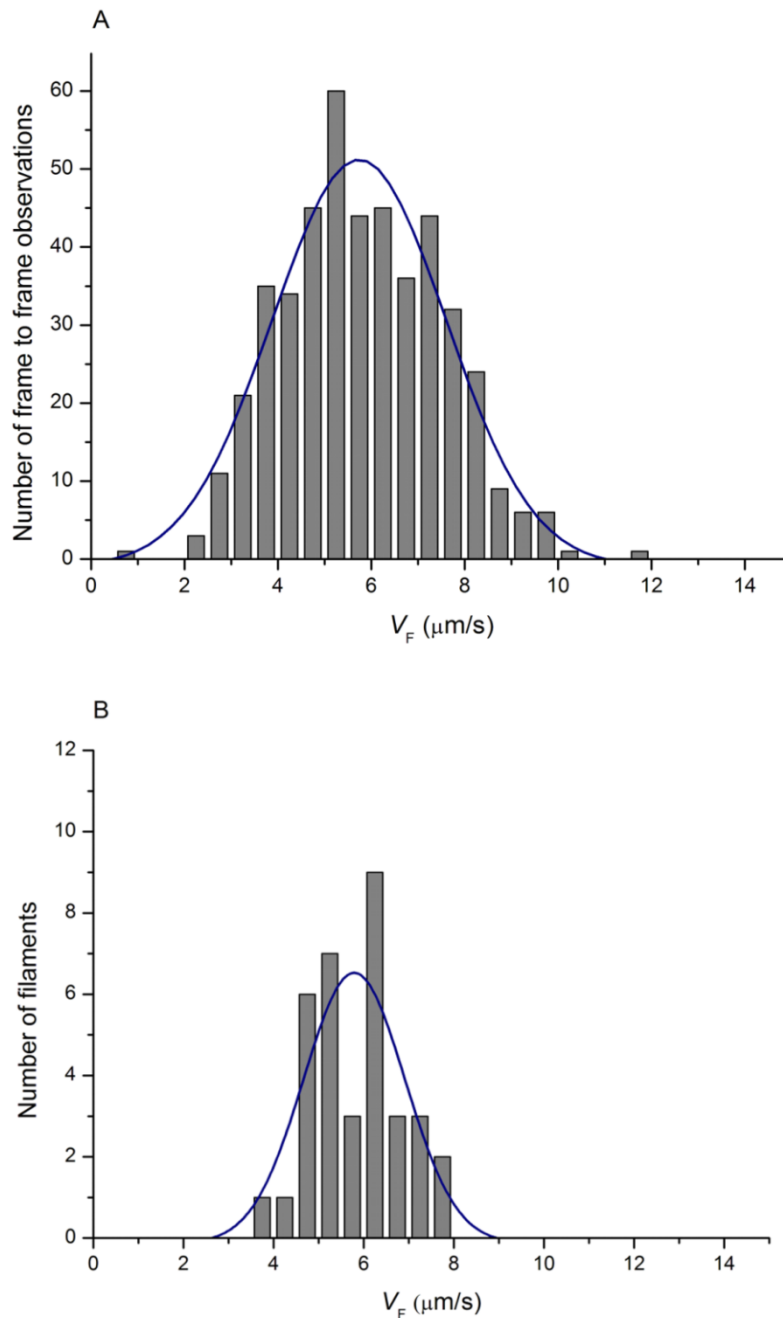 A
60
50
40
30
20
10
0
0 2 4 6 8 10 12 14
Number of frame to frame observations
VF (μm/s)
B
12
10
8
6
4
2
0
0 2 4 6 8 10 12 14
Number of filaments
VF (μm/s)